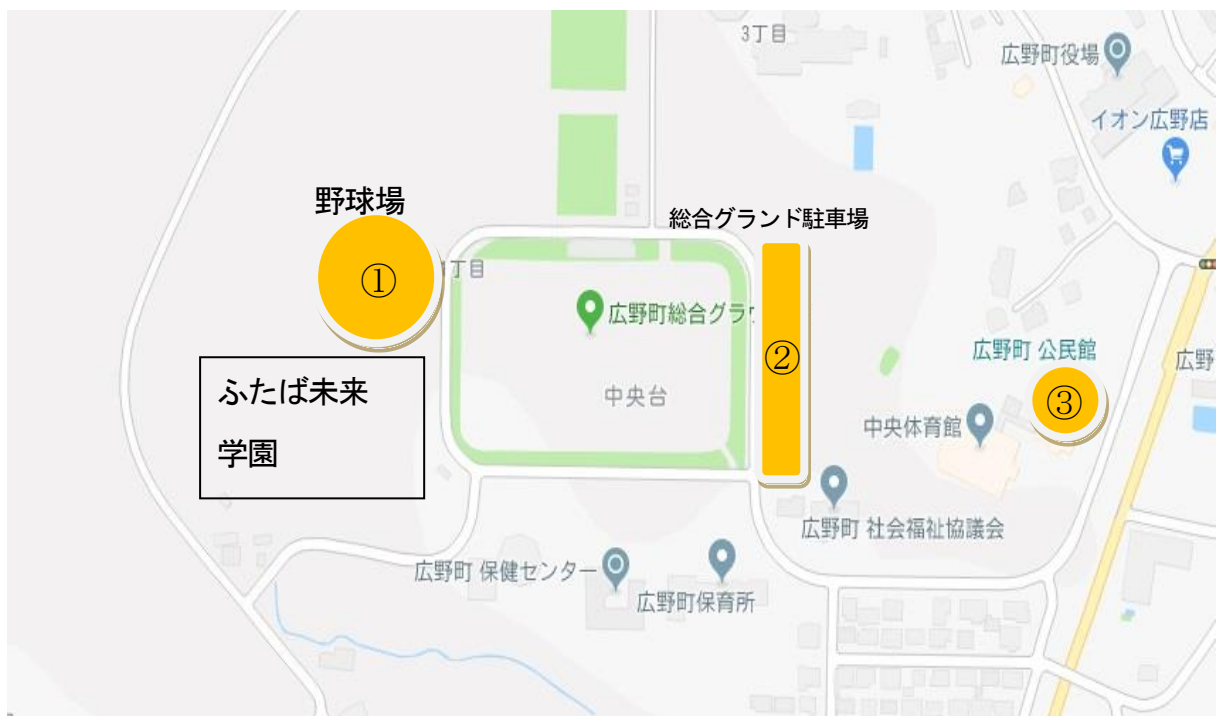 3丁目
広野町役場
イオン広野店
野球場
総合グランド駐車場
①
丁目
広野町総合グラウ
②
広野町 公民館
広野
ふたば未来
学園
中央台
③
中央体育館
広野町 社会福祉協議会
広野町 保健センター
広野町保育所